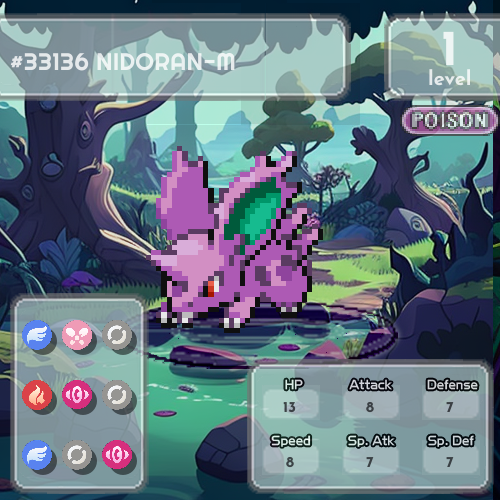 #33136 NIDORAN-M
1
level
POISON
HP Attack Defense
13 8 7
Speed Sp. Atk Sp. Def
8 7 7